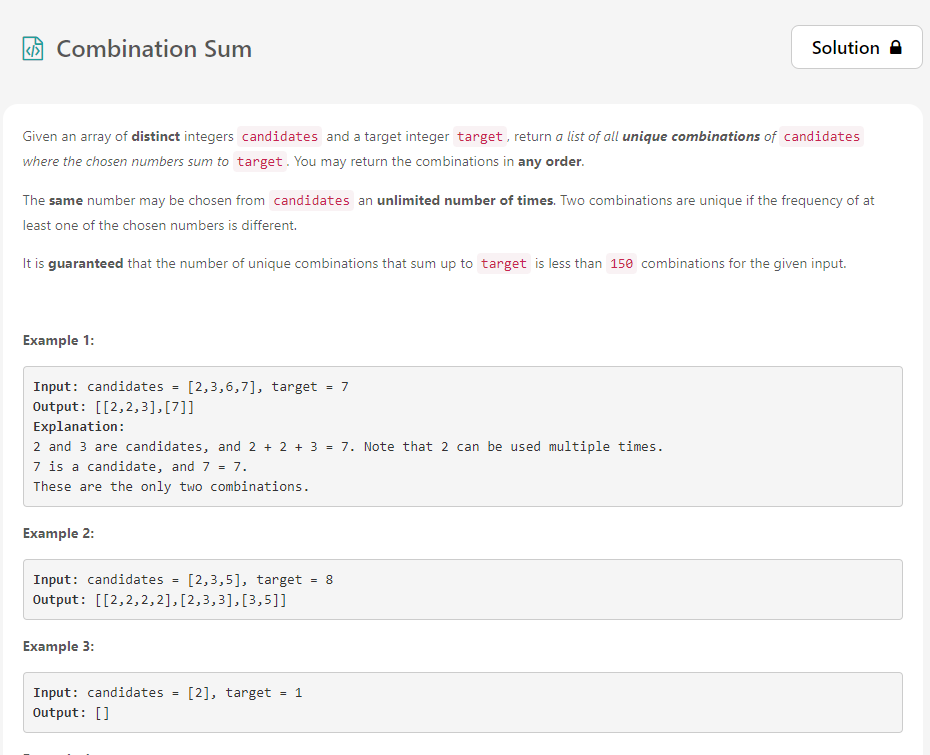 Combination Sum
Solution
Given an array of distinct integers candidates and a target integer target, return a list of all unique combinations of candidates
where the chosen numbers sum to target. You may return the combinations in any order.
The same number may be chosen from candidates an unlimited number of times. Two combinations are unique if the frequency of at
least one of the chosen numbers is different.
It is guaranteed that the number of unique combinations that sum up to target is less than 150 combinations for the given input.
Example 1:
Input: candidates = [2,3,6,7], target = 7
Output: [[2,2,3],[7]]
Explanation:
2 and 3 are candidates, and 2 + 2 + 3 = 7. Note that 2 can be used multiple times.
7 is a candidate, and 7 = 7.
These are the only two combinations.
Example 2:
Input: candidates = [2,3,5], target = 8
Output: [[2,2,2,2],[2,3,3],[3,5]]
Example 3:
Input: candidates = [2], target = 1
Output: []